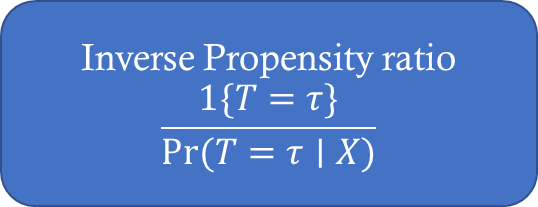 Inverse Propensity ratio
1{T = τ}
Pr(T = τ | X)